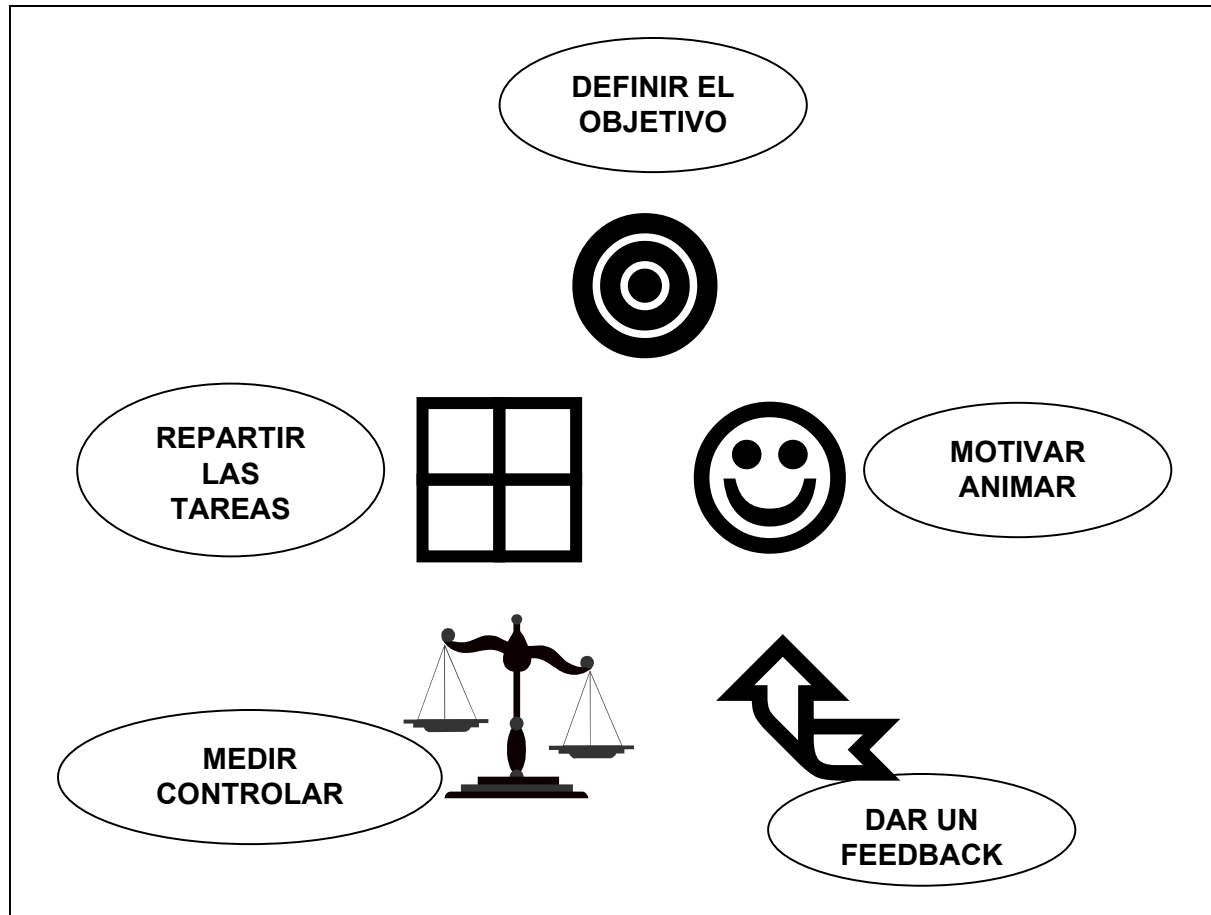 DEFINIR EL
OBJETIVO
REPARTIR
LAS
TAREAS
MOTIVAR
ANIMAR
MEDIR
CONTROLAR
DAR UN
FEEDBACK